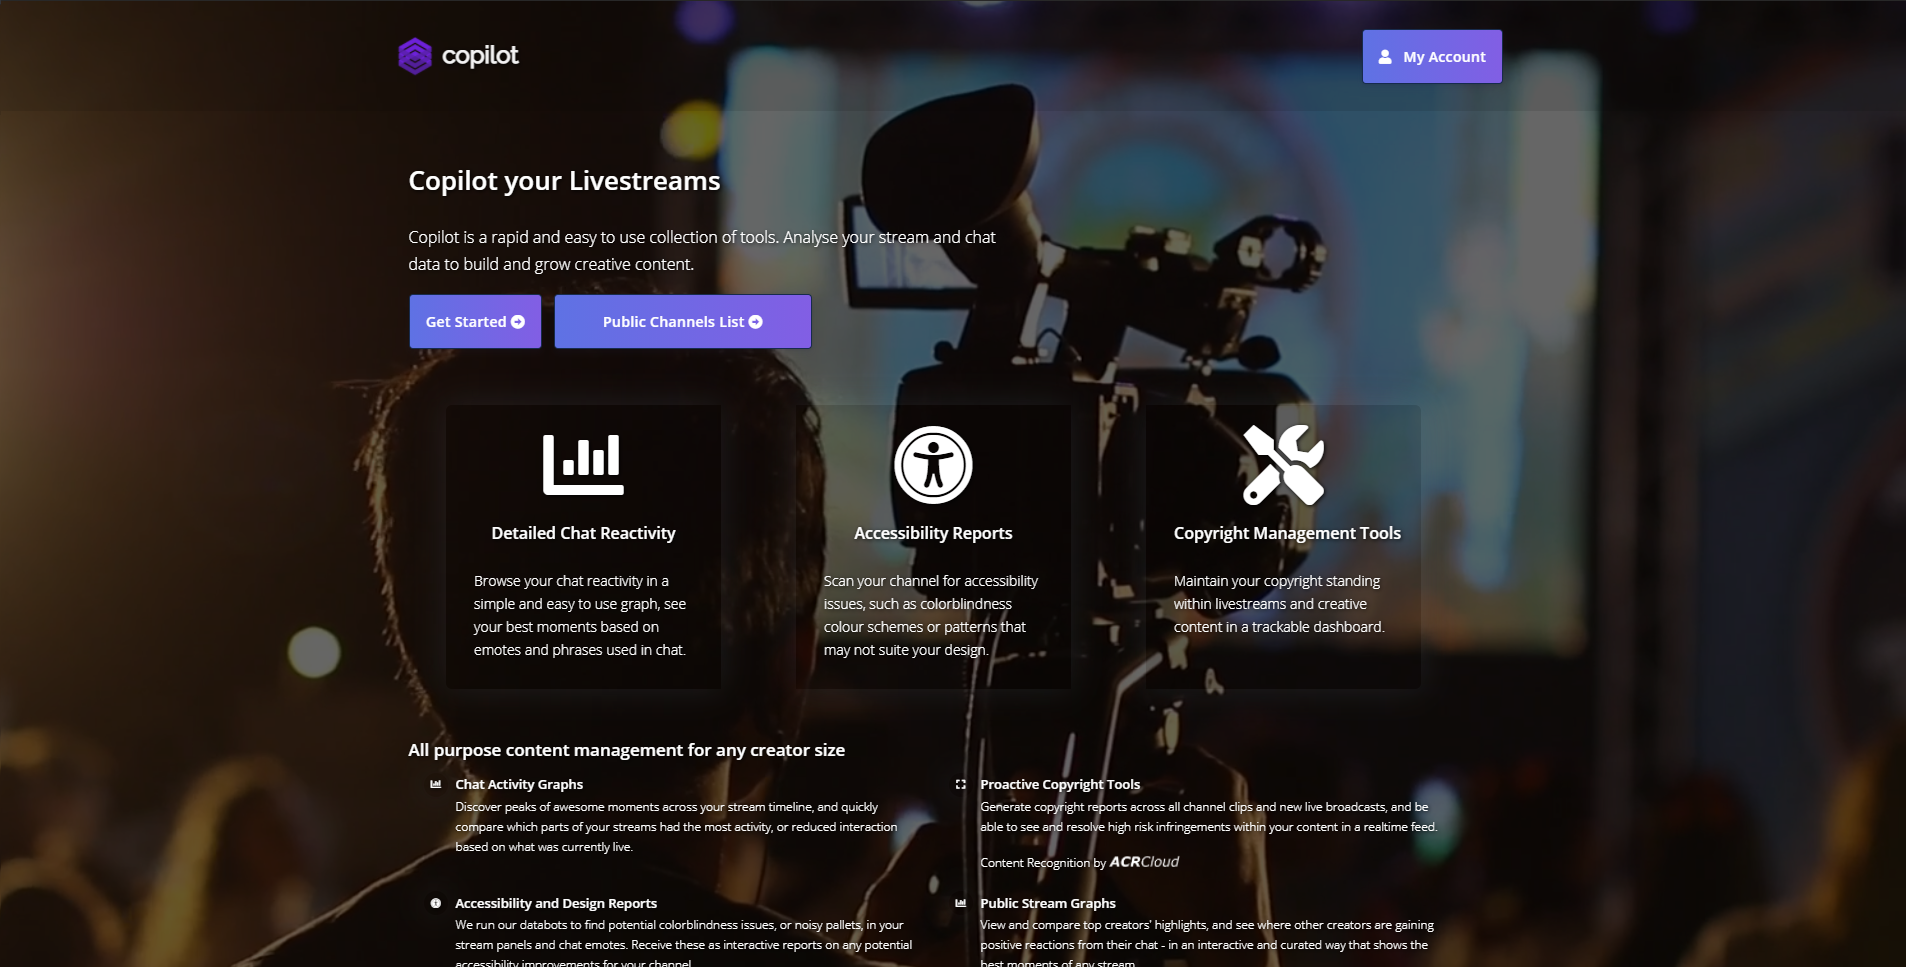 copilot
My Account
Copilot your Livestreams
Copilot is a rapid and easy to use collection of tools. Analyse your stream and chat
data to build and grow creative content.
Get Started
Public Channels List
Detailed Chat Reactivity
Browse your chat reactivity in a
simple and easy to use graph, see
your best moments based on
emotes and phrases used in chat.
Accessibility Reports
Scan your channel for accessibility
issues, such as colorblindness
colour schemes or patterns that
may not suite your design.
Copyright Management Tools
Maintain your copyright standing
within livestreams and creative
content in a trackable dashboard.
All purpose content management for any creator size
Chat Activity Graphs
Discover peaks of awesome moments across your stream timeline, and quickly
compare which parts of your streams had the most activity, or reduced interaction
based on what was currently live.
Proactive Copyright Tools
Generate copyright reports across all channel clips and new live broadcasts, and be
able to see and resolve high risk infringements within your content in a realtime feed.
Content Recognition by ACRCloud
Accessibility and Design Reports
We run our databots to find potential colorblindness issues, or noisy pallets, in your
stream panels and chat emotes. Receive these as interactive reports on any potential
accessibility improvements for your channel.
Public Stream Graphs
View and compare top creators' highlights, and see where other creators are gaining
positive reactions from their chat - in an interactive and curated way that shows the
best moments of any stream.